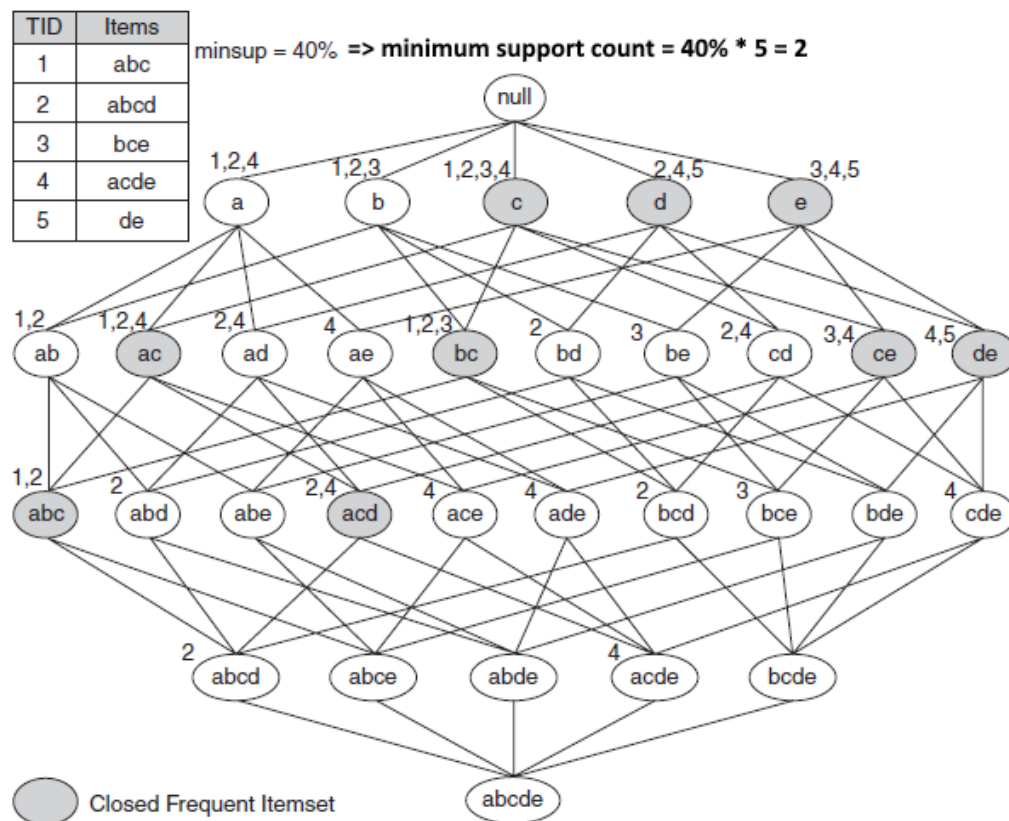 TID Items
1 abc
2 abcd
3 bce
4 acde
5 de
minsup = 40% => minimum support count = 40% * 5 = 2
null
1,2,4 1,2,3 1,2,3,4 2,4,5 3,4,5
a b c d e
1,2 1,2,4 2,4 4 1,2,3 2 3 2,4 3,4 4,5
ab ac ad ae bc bd be cd ce de
1,2 2 2,4 4 4 2 3 4
abc abd abe acd ace ade bcd bce bde cde
2 4
abcd abce abde acde bcde
abcde
Closed Frequent Itemset